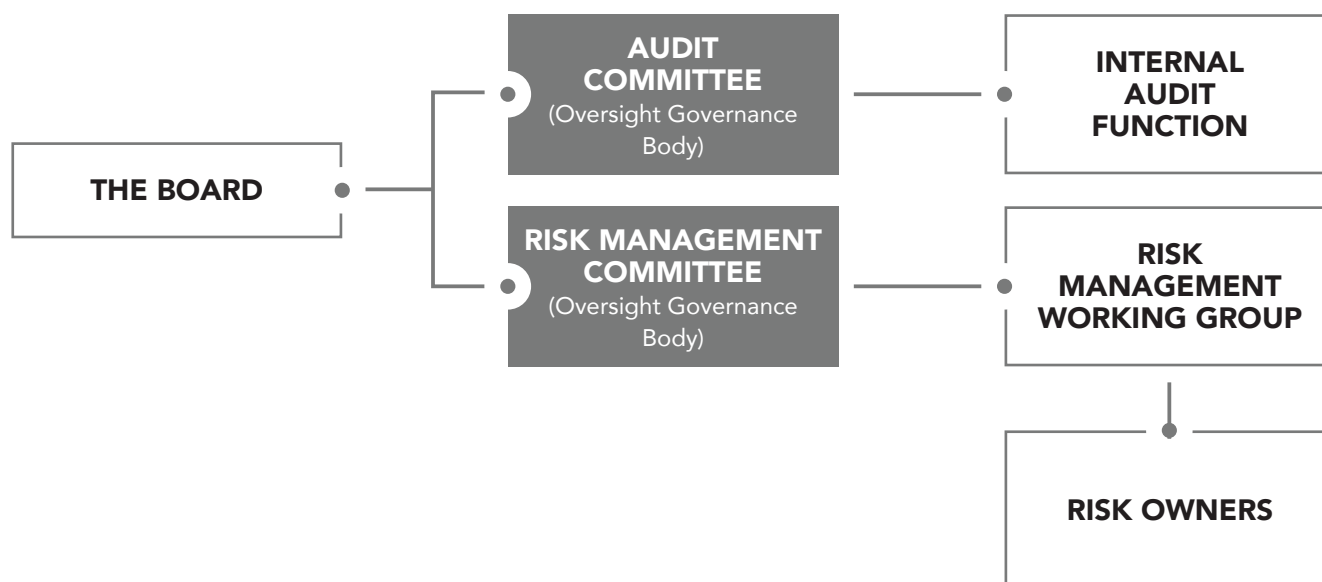 THE BOARD
AUDIT
COMMITTEE
(Oversight Governance
Body)
INTERNAL
AUDIT
FUNCTION
RISK MANAGEMENT
COMMITTEE
(Oversight Governance
Body)
RISK
MANAGEMENT
WORKING GROUP
RISK OWNERS